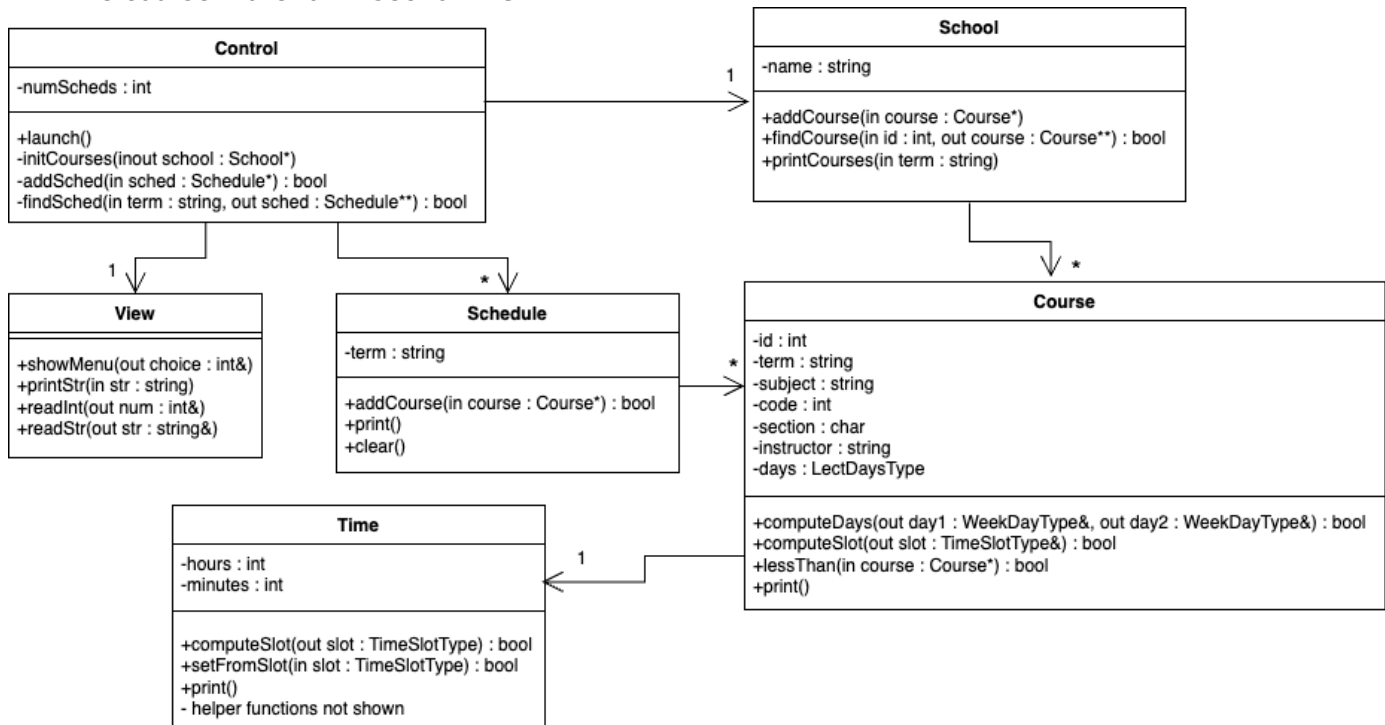 Control
-numScheds : int
+launch()
-initCourses(inout school : School*)
-addSched(in sched : Schedule*) : bool
-findSched(in term : string, out sched : Schedule**) : bool
1
School
-name : string
+addCourse(in course : Course*)
+findCourse(in id : int, out course : Course**) : bool
+printCourses(in term : string)
1
*
*
View
+showMenu(out choice : int&)
+printStr(in str : string)
+readInt(out num : int&)
+readStr(out str : string&)
Schedule
-term : string
+addCourse(in course : Course*) : bool
+print()
+clear()
*
Course
-id : int
-term : string
-subject : string
-code : int
-section : char
-instructor : string
-days : LectDaysType
+computeDays(out day1 : WeekDayType&, out day2 : WeekDayType&) : bool
+computeSlot(out slot : TimeSlotType&) : bool
+lessThan(in course : Course*) : bool
+print()
Time
-hours : int
-minutes : int
+computeSlot(out slot : TimeSlotType) : bool
+setFromSlot(in slot : TimeSlotType) : bool
+print()
- helper functions not shown
1